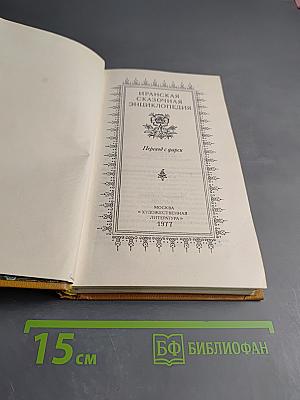 ИРАНСКАЯ
СКАЗОЧНАЯ
ЭНЦИКЛОПЕДИЯ
Перевод с фарси
МОСКВА
«ХУДОЖЕСТВЕННАЯ
ЛИТЕРАТУРА»
1977
15 см
БФ БИБЛИОФАН